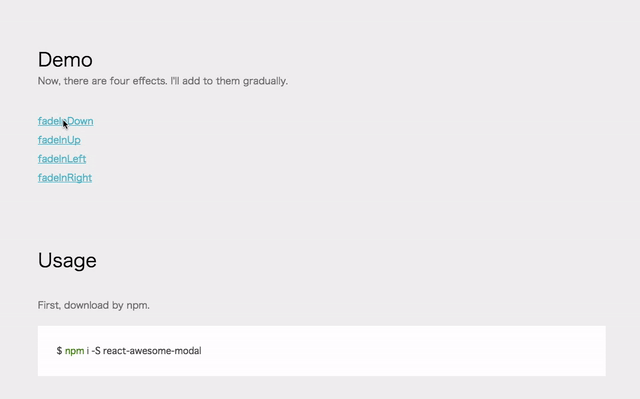 Demo
Now, there are four effects. I'll add to them gradually.
fadeInDown
fadeInUp
fadeInLeft
fadeInRight
Usage
First, download by npm.
$ npm i -S react-awesome-modal